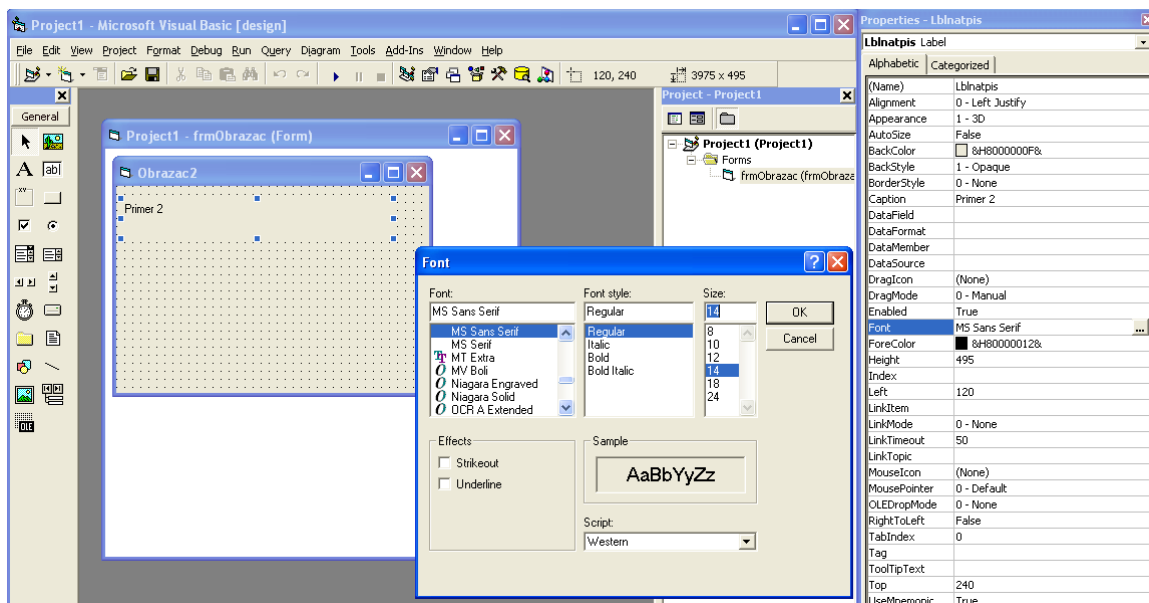 Project1 - Microsoft Visual Basic [design]
File Edit View Project Format Debug Run Query Diagram Tools Add-Ins Window Help
120, 240
3975 x 495
General
A
ab|
xv
OLE
Project1 - frmObrazac (Form)
Obrazac2
Primer 2
Project - Project1
Project1 (Project1)
Forms
frmObrazac (frmObraza
Font
Font:
MS Sans Serif
MS Sans Serif
MS Serif
MT Extra
MV Boli
Niagara Engraved
Niagara Solid
OCR A Extended
Font style:
Regular
Regular
Italic
Bold
Bold Italic
Size:
14
8
10
12
14
18
24
OK
Cancel
Effects
Strikeout
Underline
Sample
AaBbYyZz
Script:
Western
Properties - Lblnatpis
Lblnatpis Label
Alphabetic Categorized
(Name) Lblnatpis
Alignment 0 - Left Justify
Appearance 1 - 3D
AutoSize False
BackColor &H8000000F&
BackStyle 1 - Opaque
BorderStyle 0 - None
Caption Primer 2
DataField
DataFormat
DataMember
DataSource
DragIcon (None)
DragMode 0 - Manual
Enabled True
Font MS Sans Serif ...
ForeColor &H80000012&
Height 495
Index
Left 120
LinkItem
LinkMode 0 - None
LinkTimeout 50
LinkTopic
MouseIcon (None)
MousePointer 0 - Default
OLEDropMode 0 - None
RightToLeft False
TabIndex 0
Tag
ToolTipText
Top 240
UseMnemonic True